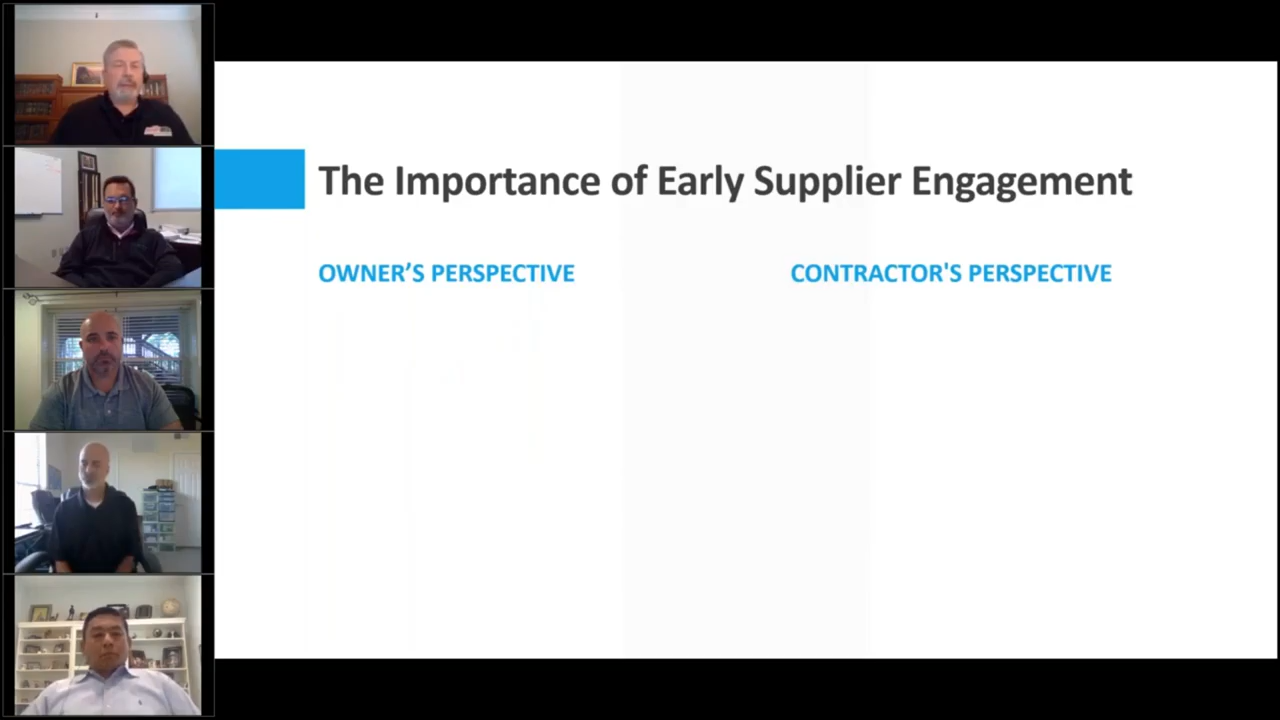 The Importance of Early Supplier Engagement
OWNER’S PERSPECTIVE
CONTRACTOR'S PERSPECTIVE